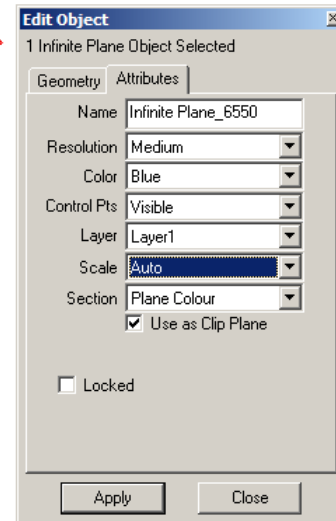 Edit Object
1 Infinite Plane Object Selected
Geometry Attributes
Name Infinite Plane_6550
Resolution Medium
Color Blue
Control Pts Visible
Layer Layer1
Scale Auto
Section Plane Colour
Use as Clip Plane
Locked
Apply Close